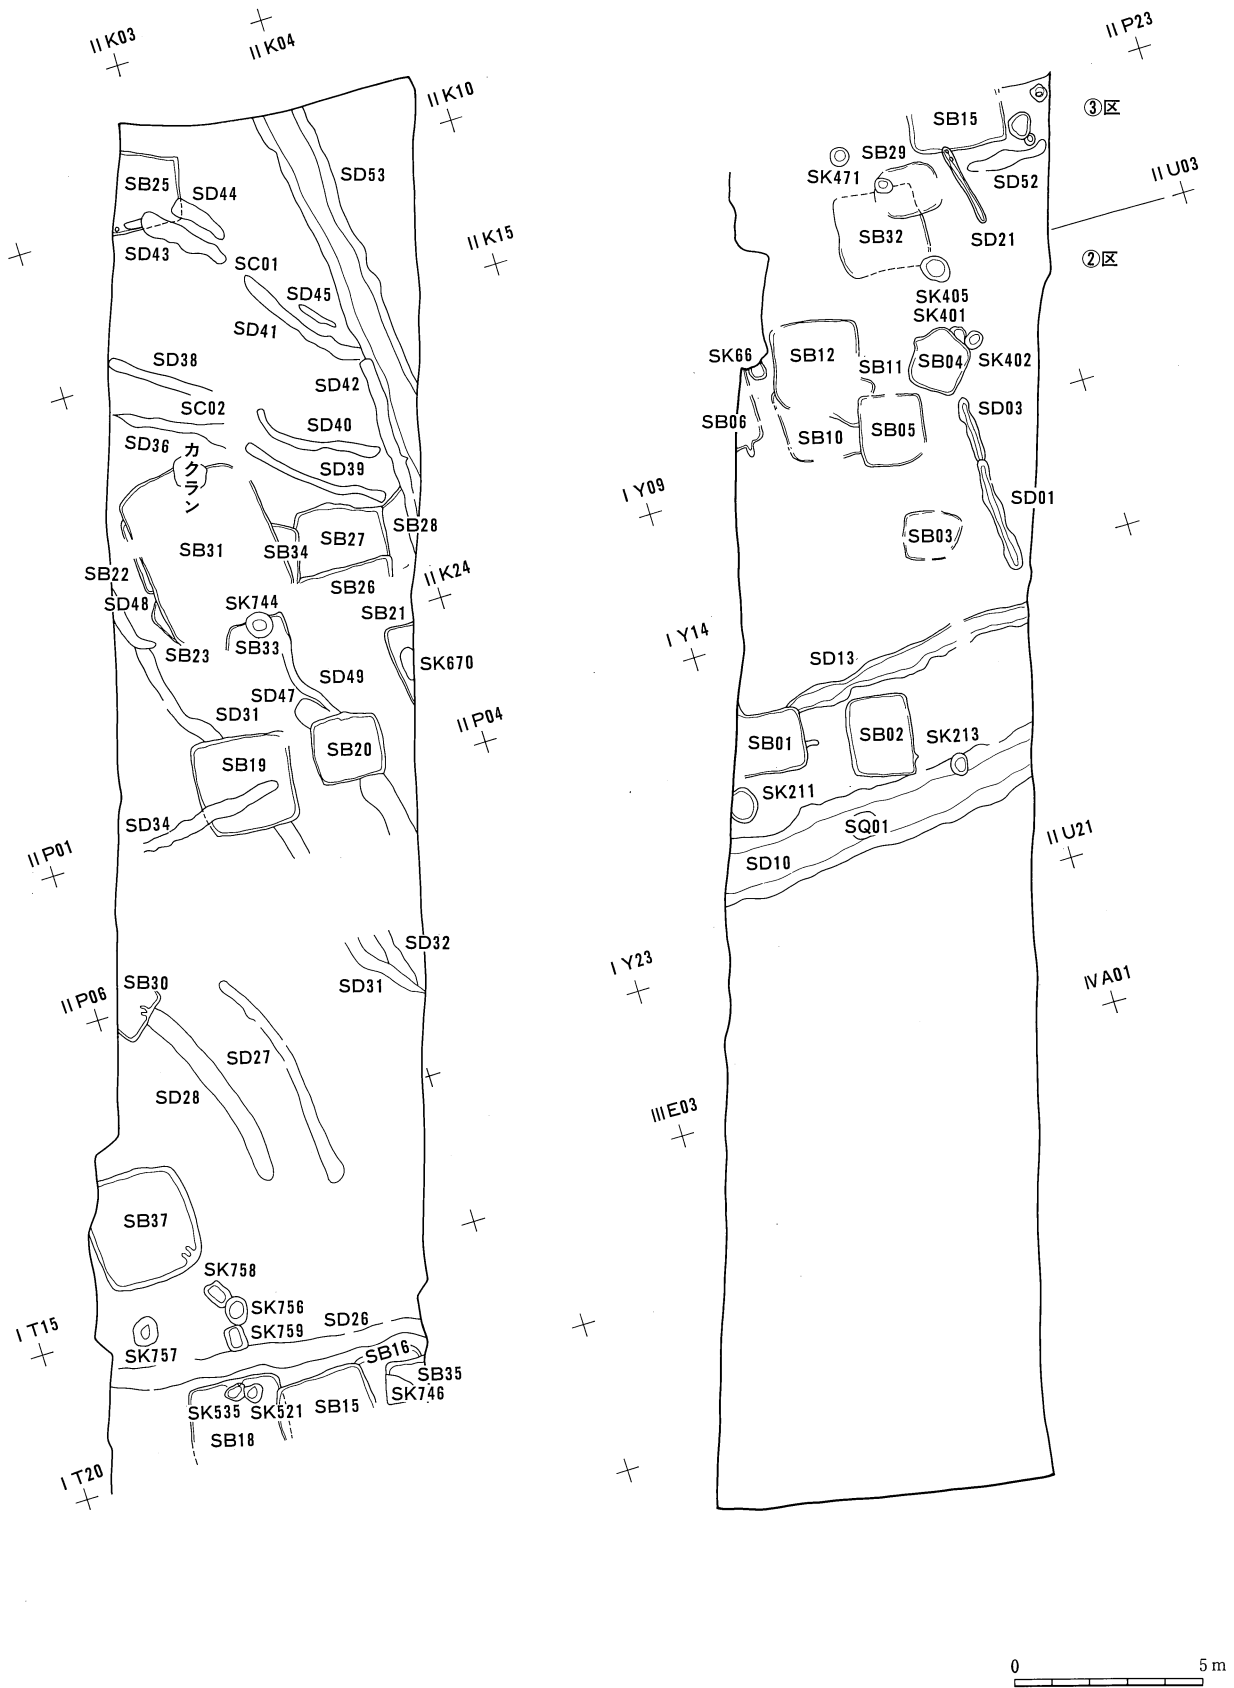 II K03
II K04
II K10
SB25
SD44
SD53
SD43
II K15
SC01
SD45
SD41
SD38
SD42
SC02
SD40
SD36
カクラン
SD39
SB31
SB34
SB27
SB28
SB22
SB26
II K24
SD48
SK744
SB21
SB23
SB33
SK670
SD49
SD47
SD31
II P04
SB19
SB20
SD34
II P01
SD32
SD31
SB30
II P06
SD27
SD28
SB37
SK758
SK756
SD26
SK759
I T15
SK757
SB16
SB35
SK746
SK535
SK521
SB15
SB18
I T20
II P23
③区
SB15
SB29
SK471
SD52
II U03
SB32
SD21
②区
SK405
SK401
SK66
SB12
SB11
SB04
SK402
SB06
SD03
SB10
SB05
I Y09
SD01
SB03
I Y14
SD13
SB01
SB02
SK213
SK211
SQ01
II U21
SD10
I Y23
IV A01
III E03
0 5m